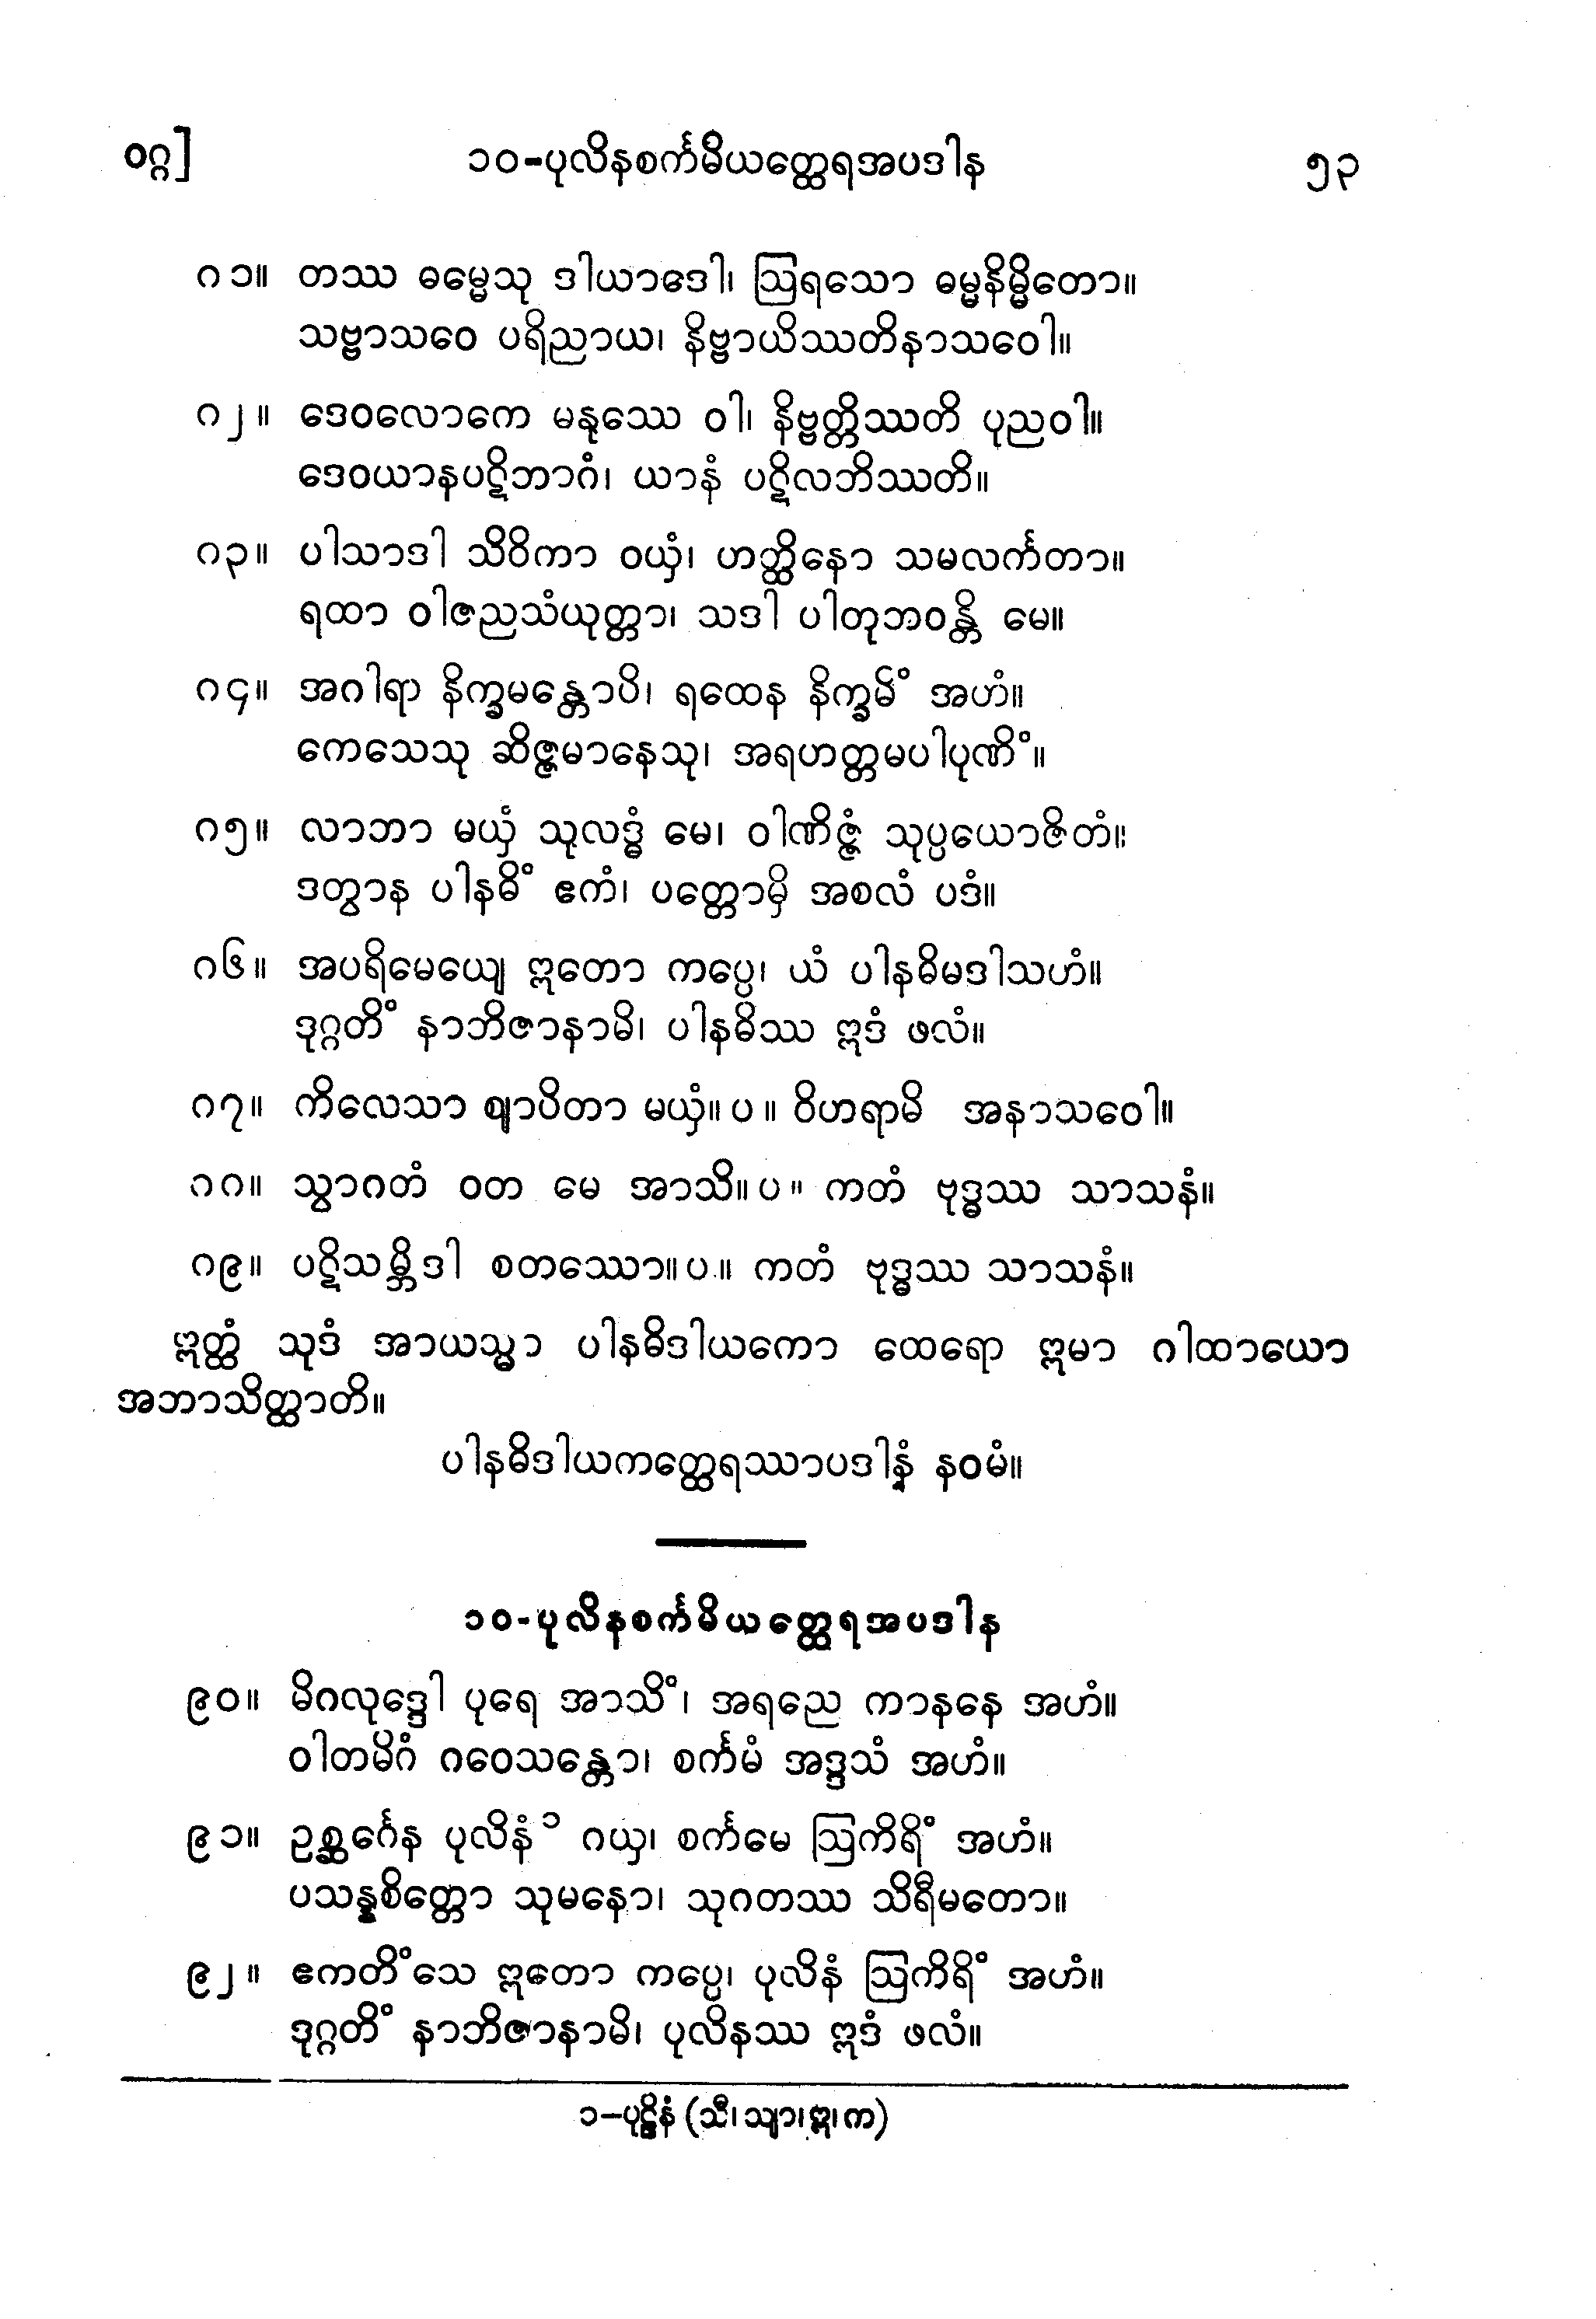 ဝဂ္ဂ]	၁၀-ပုလိနစင်္ကမိယတ္ထေရအပဒါန	၅၃
၈၁။ တဿ ဓမ္မေသု ဒါယာဒေါ၊ ဩရသော ဓမ္မနိမ္မိတော။
သဗ္ဗာသဝေ ပရိညာယ၊ နိဗ္ဗာယိဿတိနာသဝေါ။
၈၂။ ဒေဝလောကေ မနုဿေ ဝါ၊ နိဗ္ဗတ္တိဿတိ ပုညဝါ။
ဒေဝယာနပဋိဘာဂံ၊ ယာနံ ပဋိလဘိဿတိ။
၈၃။ ပါသာဒါ သိဝိကာ ဝယှံ၊ ဟတ္ထိနော သမလင်္ကတာ။
ရထာ ဝါဇညသံယုတ္တာ၊ သဒါ ပါတုဘဝန္တိ မေ။
၈၄။ အဂါရာ နိက္ခမန္တောပိ၊ ရထေန နိက္ခမိံ အဟံ။
ကေသေသု ဆိဇ္ဇမာနေသု၊ အရဟတ္တမပါပုဏိံ။
၈၅။ လာဘာ မယှံ သုလဒ္ဓံ မေ၊ ဝါဏိဇ္ဇံ သုပ္ပယောဇိတံ။
ဒတွာန ပါနဓိံ ဧကံ၊ ပတ္တောမှိ အစလံ ပဒံ။
၈၆။ အပရိမေယျေ ဣတော ကပ္ပေ၊ ယံ ပါနဓိမဒါသဟံ။
ဒုဂ္ဂတိံ နာဘိဇာနာမိ၊ ပါနဓိဿ ဣဒံ ဖလံ။
၈၇။ ကိလေသာ ဈာပိတာ မယှံ။ပ။ ဝိဟရာမိ အနာသဝေါ။
၈၈။ သွာဂတံ ဝတ မေ အာသိ။ပ။ ကတံ ဗုဒ္ဓဿ သာသနံ။
၈၉။ ပဋိသမ္ဘိဒါ စတဿော။ပ။ ကတံ ဗုဒ္ဓဿ သာသနံ။
ဣတ္ထံ သုဒံ အာယသ္မာ ပါနဓိဒါယကော ထေရော ဣမာ ဂါထာယော
အဘာသိတ္ထာတိ။
ပါနဓိဒါယကတ္ထေရဿာပဒါနံ နဝမံ။
၁၀-ပုလိနစင်္ကမိယတ္ထေရအပဒါန
၉၀။ မိဂလုဒ္ဒေါ ပုရေ အာသိံ၊ အရညေ ကာနနေ အဟံ။
ဝါတမိဂံ ဂဝေသန္တော၊ စင်္ကမံ အဒ္ဒသံ အဟံ။
၉၁။ ဥစ္ဆင်္ဂေန ပုလိနံ၁ ဂယှ၊ စင်္ကမေ ဩကိရိံ အဟံ။
ပသန္နစိတ္တော သုမနော၊ သုဂတဿ သိရီမတော။
၉၂။ ဧကတိံသေ ဣတော ကပ္ပေ၊ ပုလိနံ ဩကိရိံ အဟံ။
ဒုဂ္ဂတိံ နာဘိဇာနာမိ၊ ပုလိနဿ ဣဒံ ဖလံ။
၁–ပုဠိနံ (သီ၊ သျာ၊ ဣ၊ က)